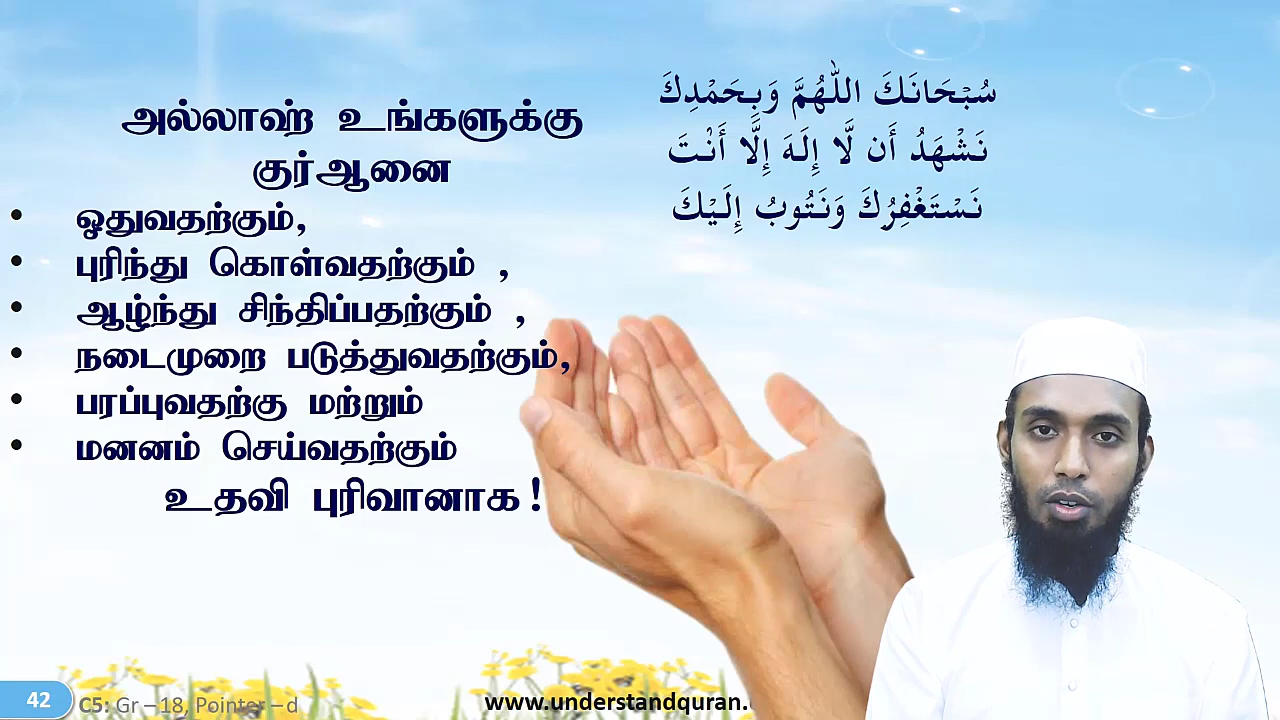 அல்லாஹ் உங்களுக்கு
குர்ஆனை
• ஓதுவதற்கும்,
• புரிந்து கொள்வதற்கும் ,
• ஆழ்ந்து சிந்திப்பதற்கும் ,
• நடைமுறை படுத்துவதற்கும்,
• பரப்புவதற்கு மற்றும்
• மனனம் செய்வதற்கும்
உதவி புரிவானாக!
سُبْحَانَكَ اللّٰهُمَّ وَبِحَمْدِكَ
نَشْهَدُ أَن لَّا إِلَهَ إِلَّا أَنْتَ
نَسْتَغْفِرُكَ وَنَتُوبُ إِلَيْكَ
42
C5: Gr – 18, Pointer – d
www.understandquran.